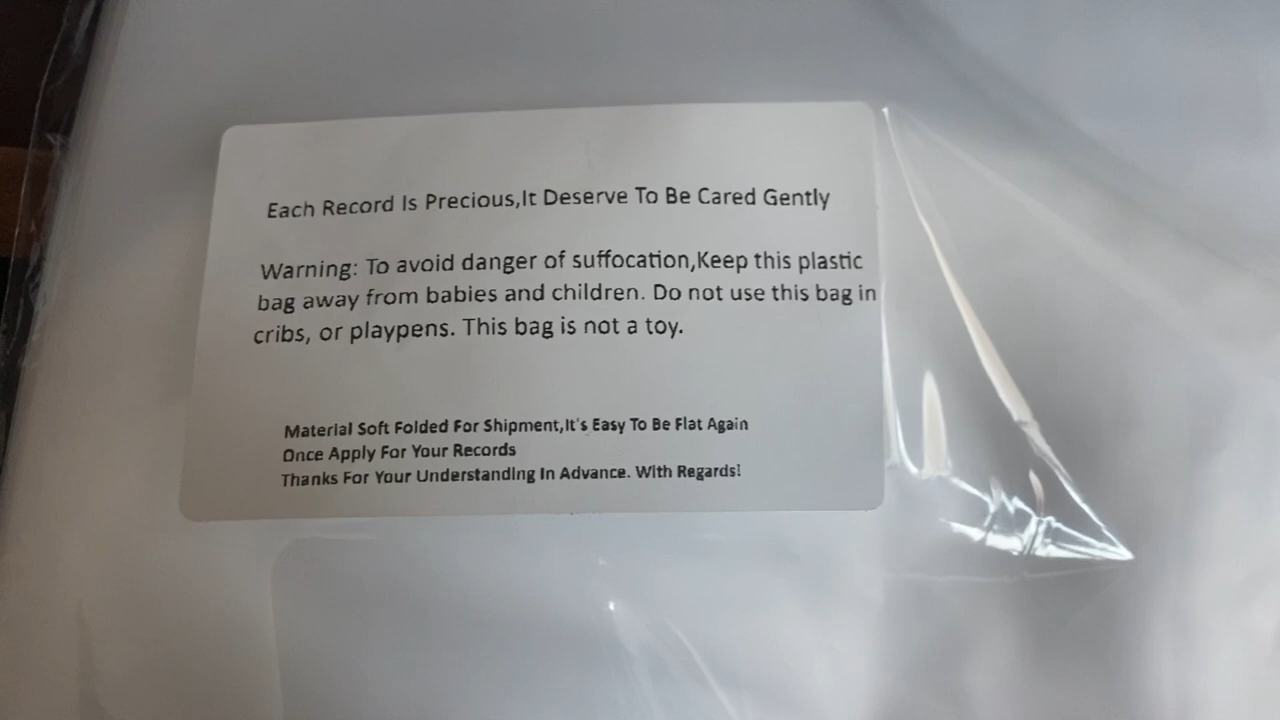 Each Record Is Precious,It Deserve To Be Cared Gently
Warning: To avoid danger of suffocation,Keep this plastic
bag away from babies and children. Do not use this bag in
cribs, or playpens. This bag is not a toy.
Material Soft Folded For Shipment,It's Easy To Be Flat Again
Once Apply For Your Records
Thanks For Your Understanding In Advance. With Regards!